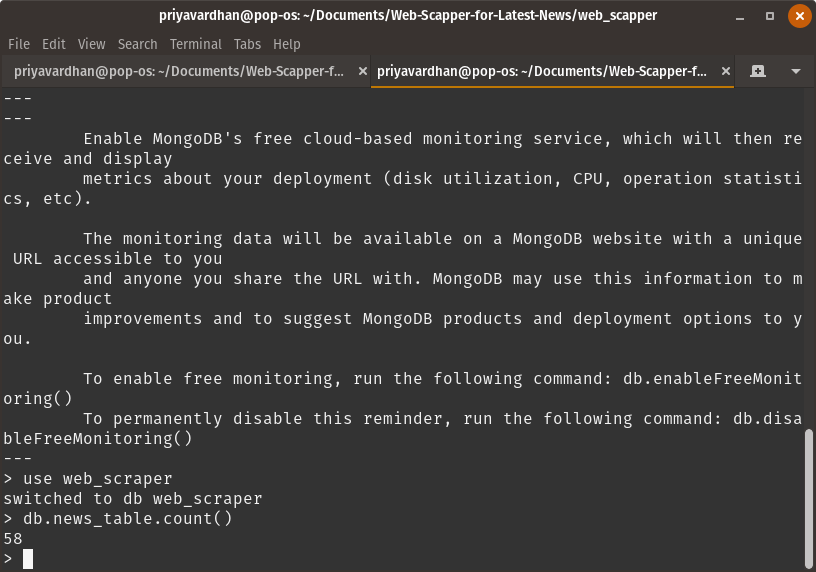 priyavardhan@pop-os: ~/Documents/Web-Scapper-for-Latest-News/web_scapper
File Edit View Search Terminal Tabs Help
priyavardhan@pop-os: ~/Documents/Web-Scapper-f... × priyavardhan@pop-os: ~/Documents/Web-Scapper-f... ×
---
---
        Enable MongoDB's free cloud-based monitoring service, which will then re
ceive and display
        metrics about your deployment (disk utilization, CPU, operation statisti
cs, etc).

        The monitoring data will be available on a MongoDB website with a unique
 URL accessible to you
        and anyone you share the URL with. MongoDB may use this information to m
ake product
        improvements and to suggest MongoDB products and deployment options to y
ou.

        To enable free monitoring, run the following command: db.enableFreeMonit
oring()
        To permanently disable this reminder, run the following command: db.disa
bleFreeMonitoring()
---
> use web_scraper
switched to db web_scraper
> db.news_table.count()
58
>